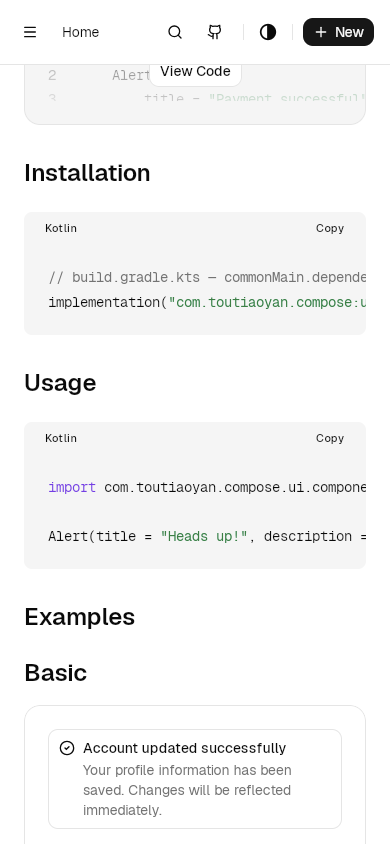 Home
New
2 Alert
View Code
3 title = "Payment successful"
Installation
Kotlin Copy
// build.gradle.kts — commonMain.depende
implementation("com.toutiaoyan.compose:u
Usage
Kotlin Copy
import com.toutiaoyan.compose.ui.compone
Alert(title = "Heads up!", description =
Examples
Basic
Account updated successfully
Your profile information has been
saved. Changes will be reflected
immediately.